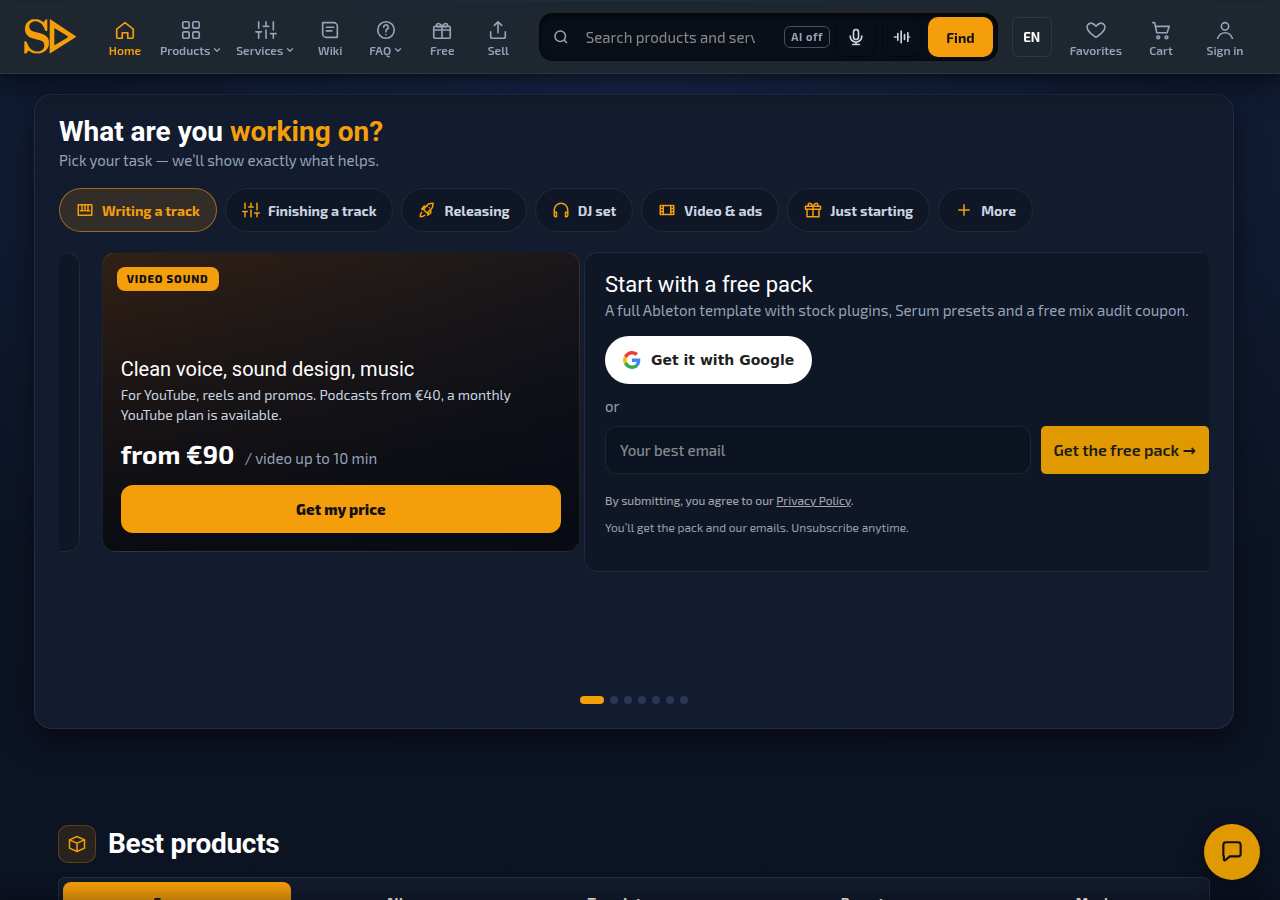 SD
Home
Products
Services
Wiki
FAQ
Free
Sell
Search products and serv
AI off
Find
EN
Favorites
Cart
Sign in
What are you working on?
Pick your task — we'll show exactly what helps.
Writing a track
Finishing a track
Releasing
DJ set
Video & ads
Just starting
More
VIDEO SOUND
Clean voice, sound design, music
For YouTube, reels and promos. Podcasts from €40, a monthly
YouTube plan is available.
from €90 / video up to 10 min
Get my price
Start with a free pack
A full Ableton template with stock plugins, Serum presets and a free mix audit coupon.
Get it with Google
or
Your best email
Get the free pack →
By submitting, you agree to our Privacy Policy.
You'll get the pack and our emails. Unsubscribe anytime.
Best products